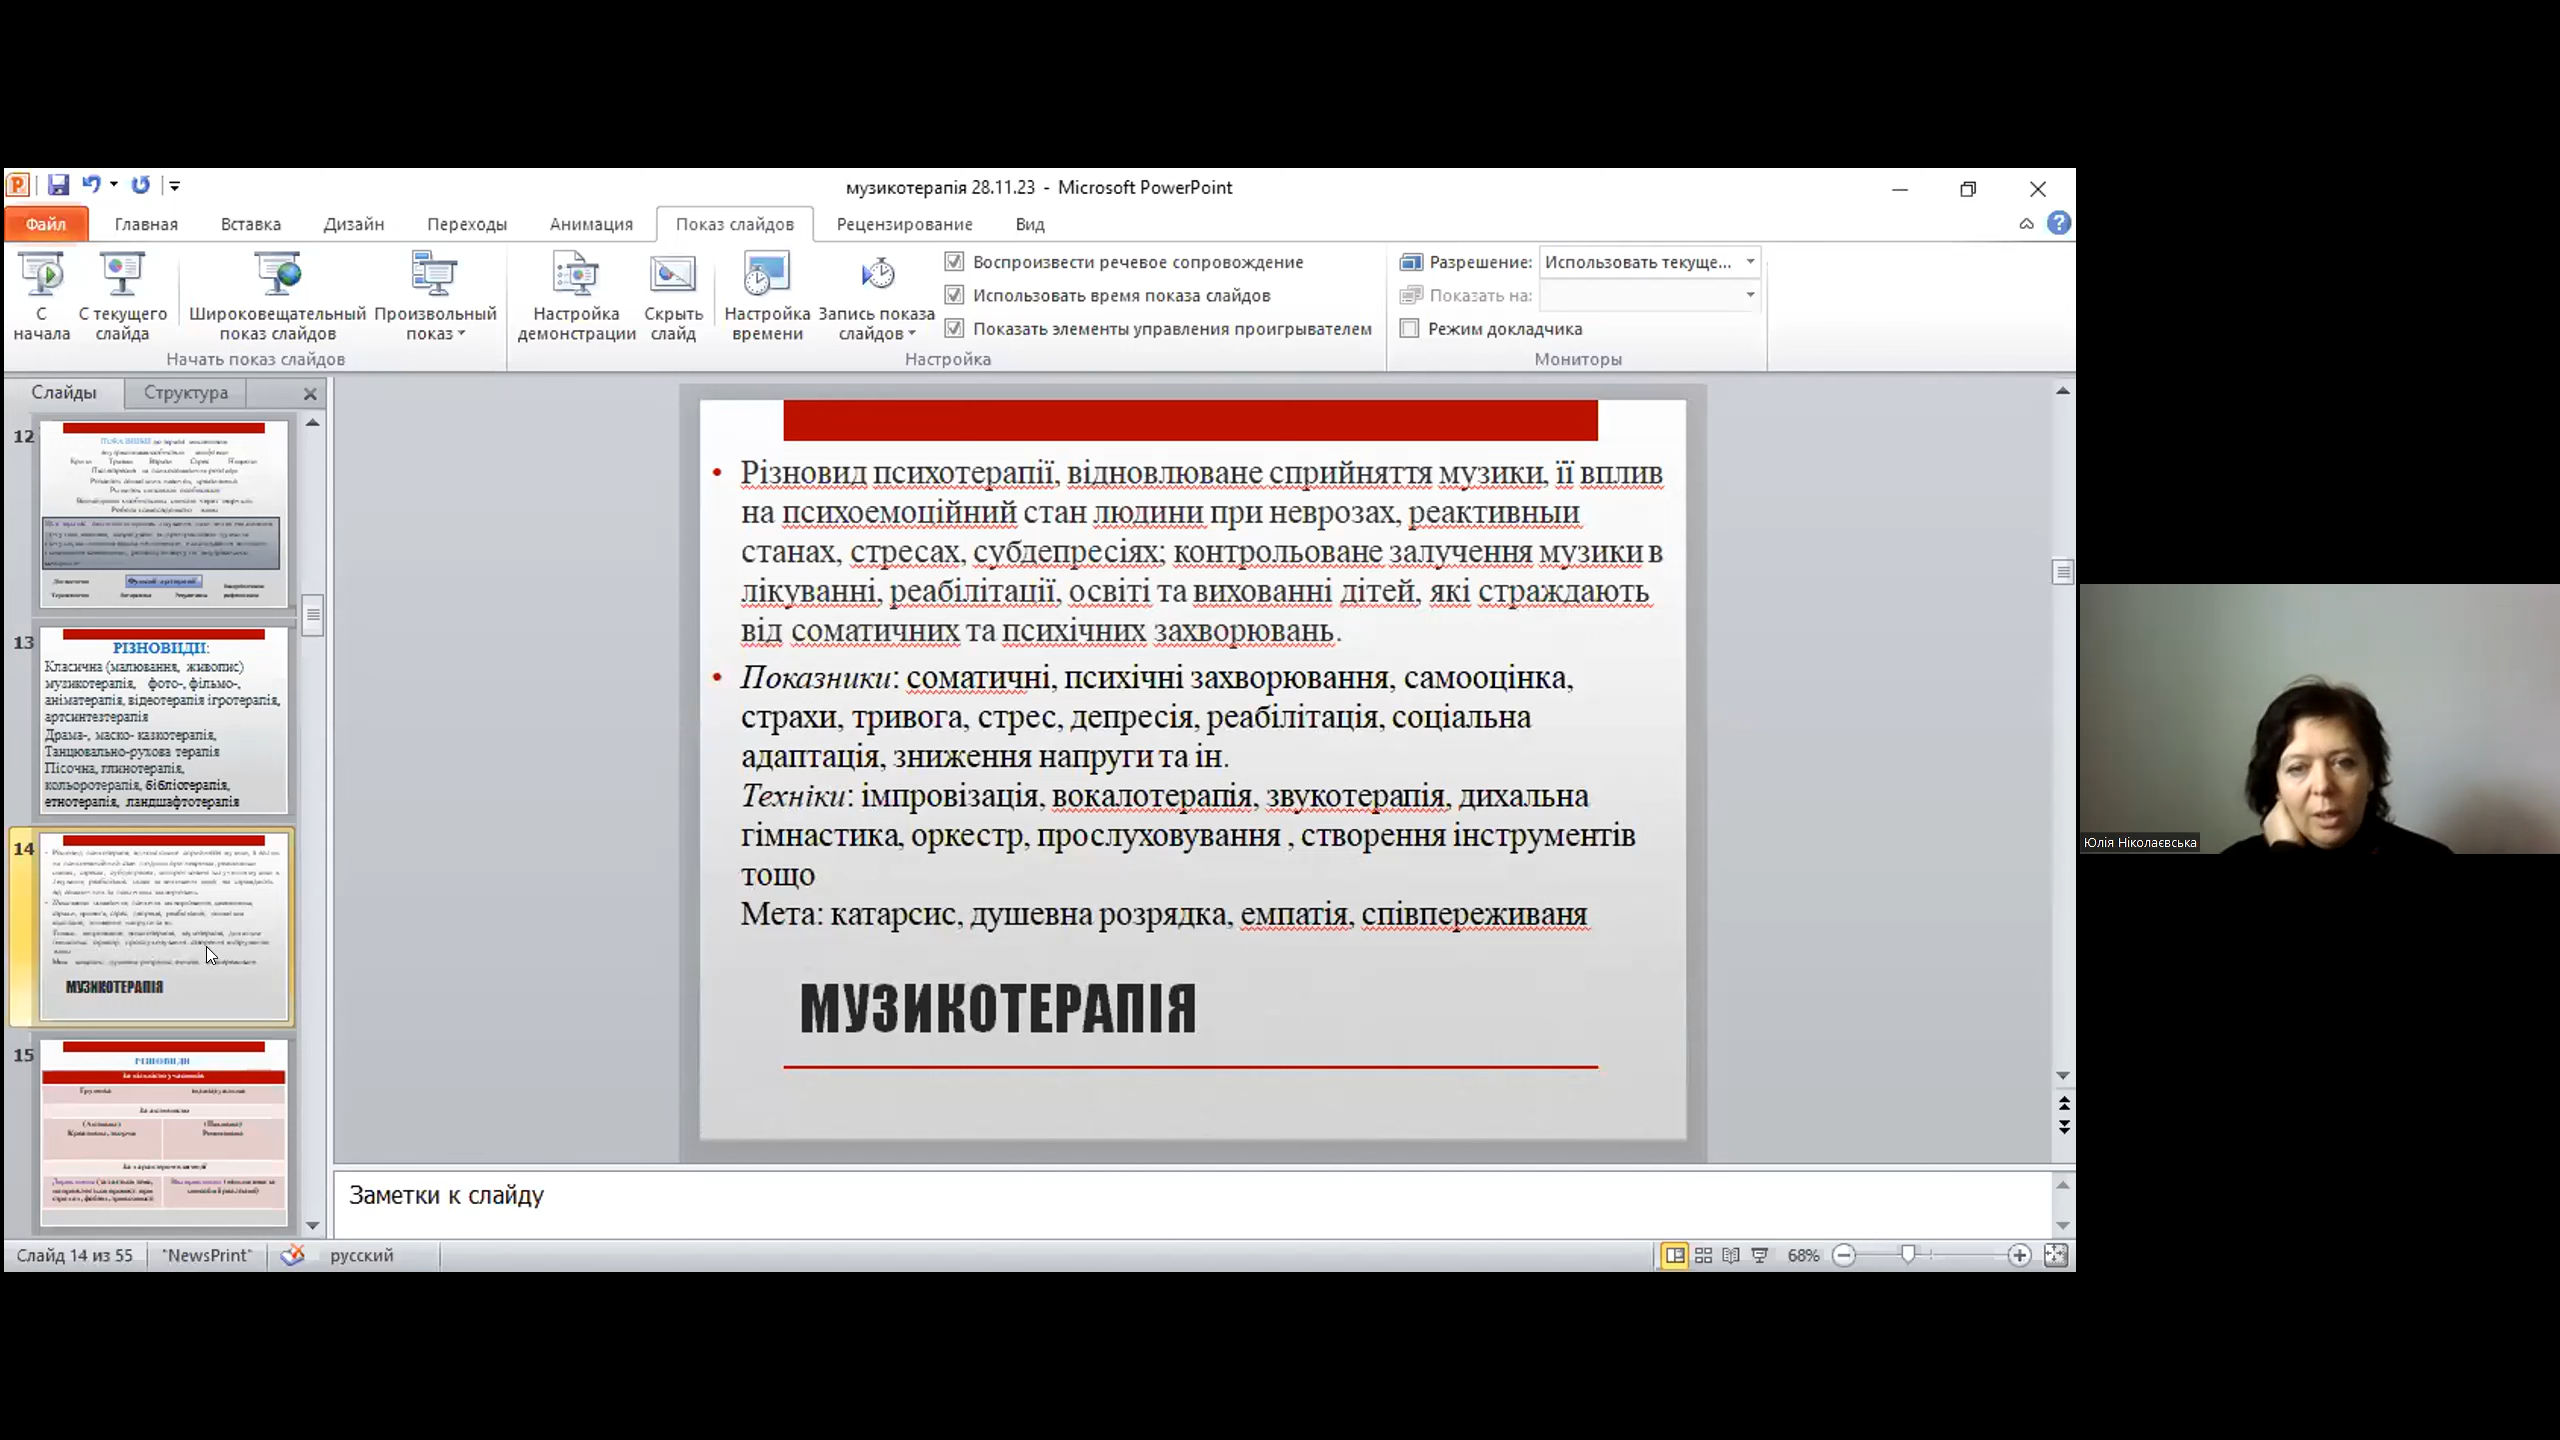 музикотерапія 28.11.23 - Microsoft PowerPoint
Файл Главная Вставка Дизайн Переходы Анимация Показ слайдов Рецензирование Вид
С начала
С текущего слайда
Широковещательный показ слайдов
Произвольный показ
Начать показ слайдов
Настройка демонстрации
Скрыть слайд
Настройка времени
Запись показа слайдов
Воспроизвести речевое сопровождение
Использовать время показа слайдов
Показать элементы управления проигрывателем
Настройка
Разрешение: Использовать текуще...
Показать на:
Режим докладчика
Мониторы
Слайды Структура
12
13
РІЗНОВИДИ:
Класична (малювання, живопис)
музикотерапія, фото-, фільмо-,
аніматерапія, відеотерапія ігротерапія,
артсинтезтерапія
Драма-, маско- казкотерапія,
Танцювально-рухова терапія
Пісочна, глинотерапія,
кольоротерапія, бібліотерапія,
етнотерапія, ландшафтотерапія
14
МУЗИКОТЕРАПІЯ
15
РІЗНОВИДИ
• Різновид психотерапії, відновлюване сприйняття музики, її вплив
на психоемоційний стан людини при неврозах, реактивныи
станах, стресах, субдепресіях; контрольоване залучення музики в
лікуванні, реабілітації, освіті та вихованні дітей, які страждають
від соматичних та психічних захворювань.
• Показники: соматичні, психічні захворювання, самооцінка,
страхи, тривога, стрес, депресія, реабілітація, соціальна
адаптація, зниження напруги та ін.
Техніки: імпровізація, вокалотерапія, звукотерапія, дихальна
гімнастика, оркестр, прослуховування , створення інструментів
тощо
Мета: катарсис, душевна розрядка, емпатія, співпереживаня
МУЗИКОТЕРАПІЯ
Заметки к слайду
Слайд 14 из 55 "NewsPrint" русский 68%
Юлія Ніколаєвська